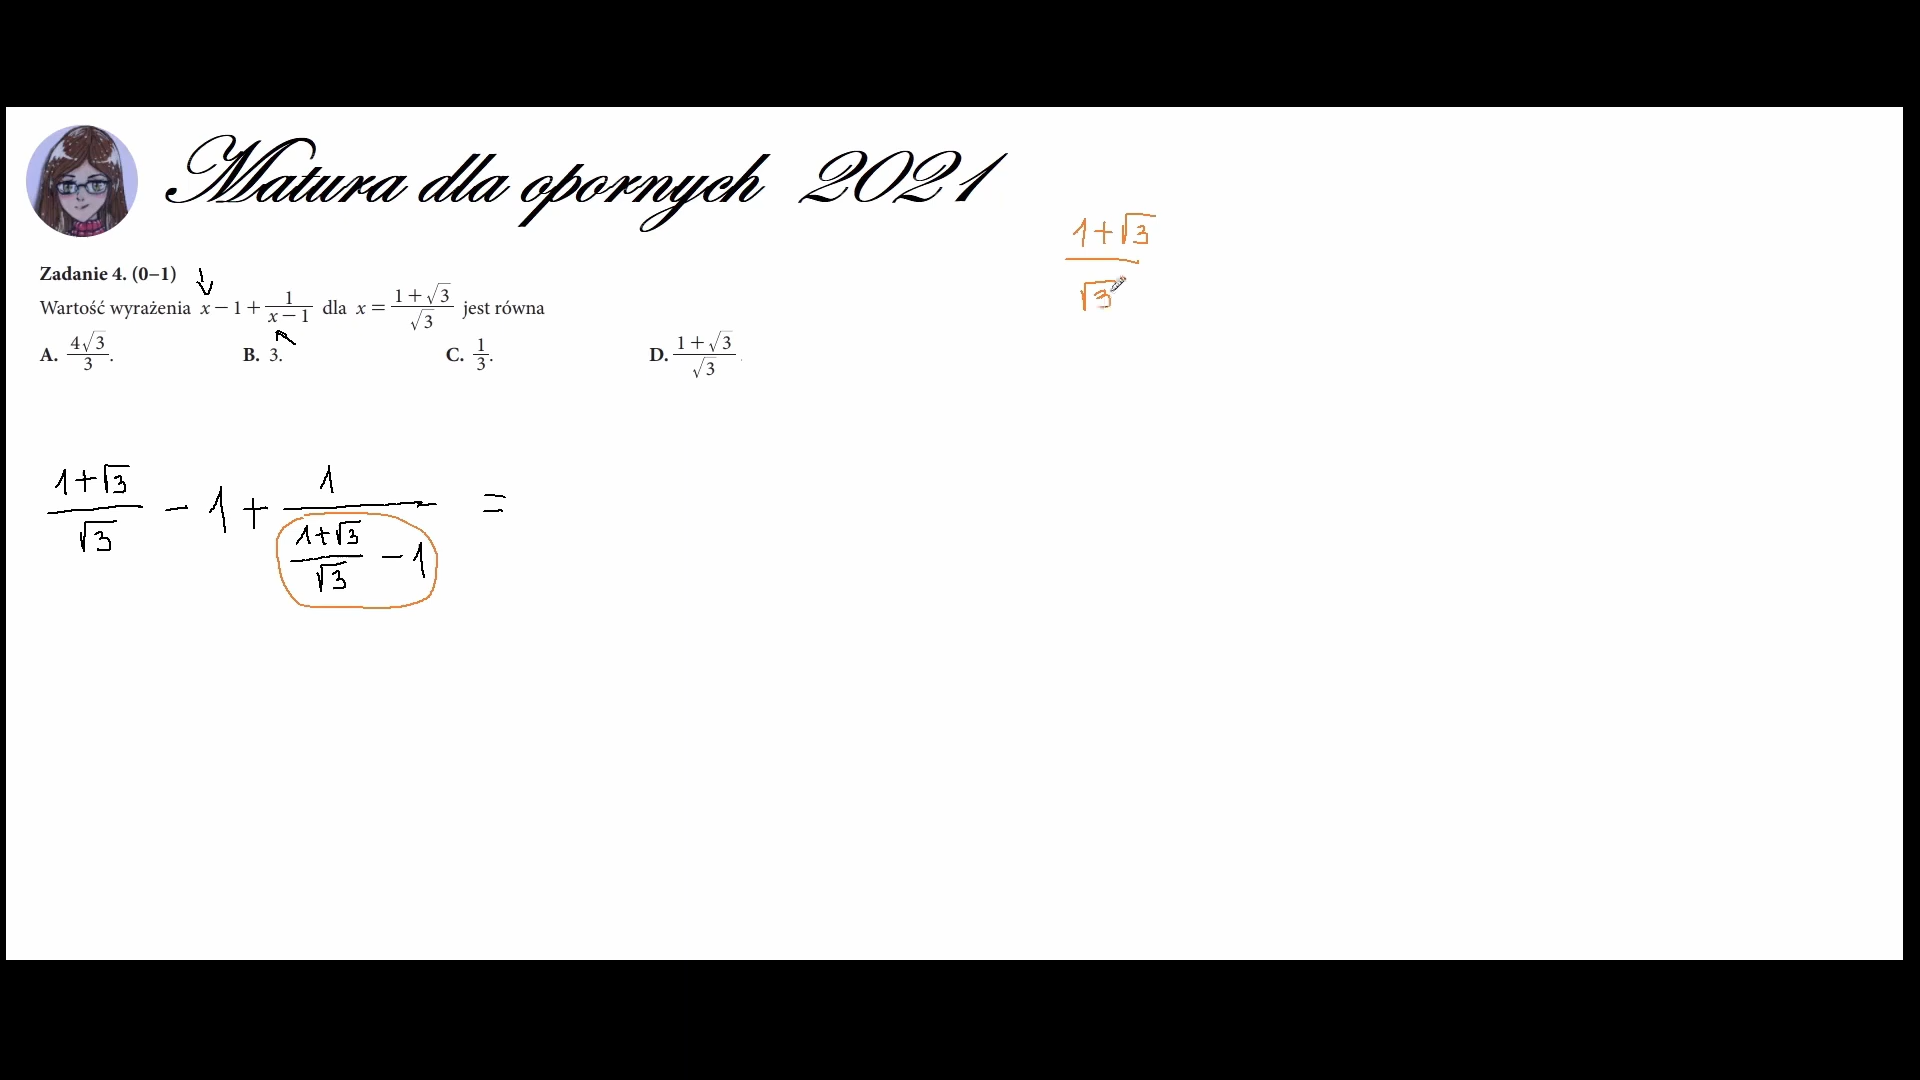 Matura dla opornych 2021
Zadanie 4. (0–1)
Wartość wyrażenia x − 1 + 1/(x − 1) dla x = (1 + √3)/√3 jest równa
A. 4√3/3. B. 3. C. 1/3. D. (1 + √3)/√3.
(1+√3)/√3
(1+√3)/√3 − 1 + 1/((1+√3)/√3 − 1) =